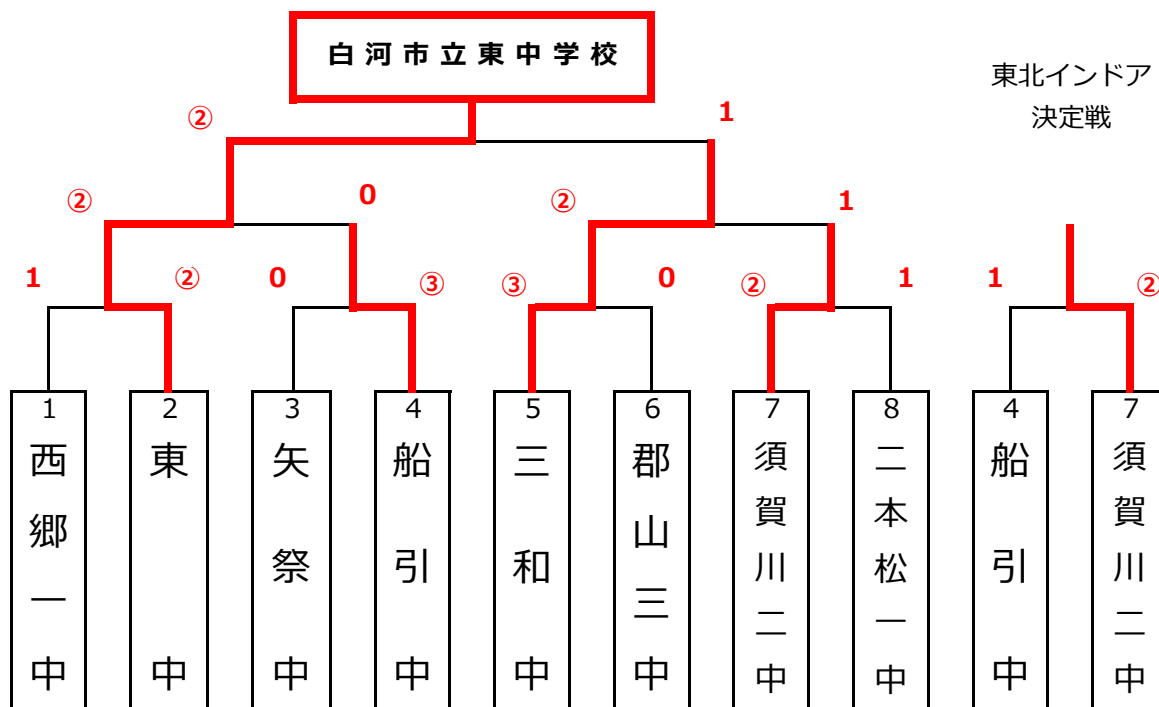 白河市立東中学校
東北インドア
決定戦
② 1
② 0 ② 1
1 ② 0 ③ ③ 0 ② 1 1 ②
1 2 3 4 5 6 7 8 4 7
西郷一中
東中
矢祭中
船引中
三和中
郡山三中
須賀川二中
二本松一中
船引中
須賀川二中